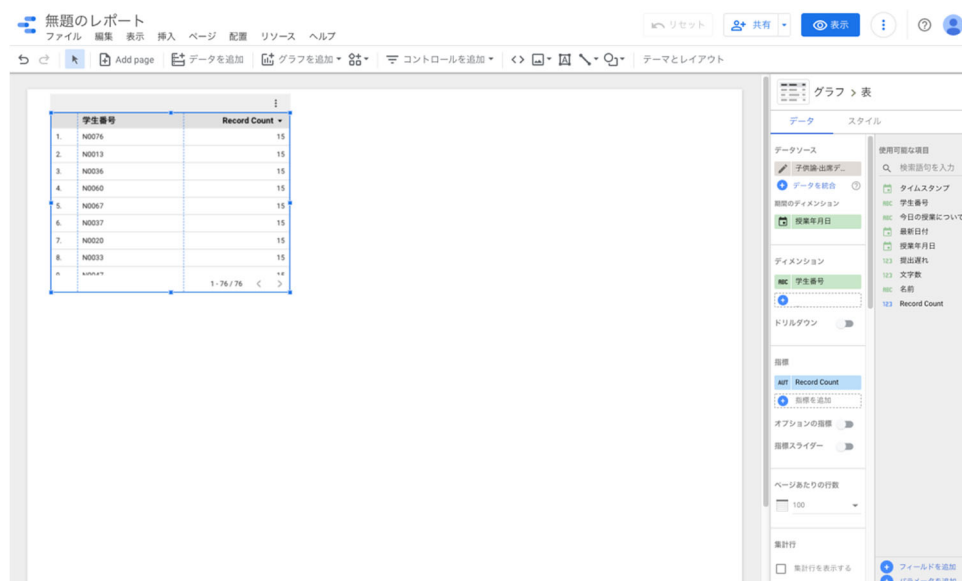 無題のレポート
ファイル 編集 表示 挿入 ページ 配置 リソース ヘルプ
リセット 共有 表示
Add page データを追加 グラフを追加 コントロールを追加 テーマとレイアウト
学生番号 Record Count
1. N0076 15
2. N0013 15
3. N0036 15
4. N0060 15
5. N0067 15
6. N0037 15
7. N0020 15
8. N0033 15
1 - 76 / 76
グラフ > 表
データ スタイル
データソース
子供論-出席デ...
データを統合
期間のディメンション
授業年月日
ディメンション
ABC 学生番号
ドリルダウン
指標
AUT Record Count
指標を追加
オプションの指標
指標スライダー
ページあたりの行数
100
集計行
集計行を表示する
使用可能な項目
検索語句を入力
タイムスタンプ
ABC 学生番号
ABC 今日の授業について
最新日付
授業年月日
123 提出遅れ
123 文字数
ABC 名前
123 Record Count
フィールドを追加